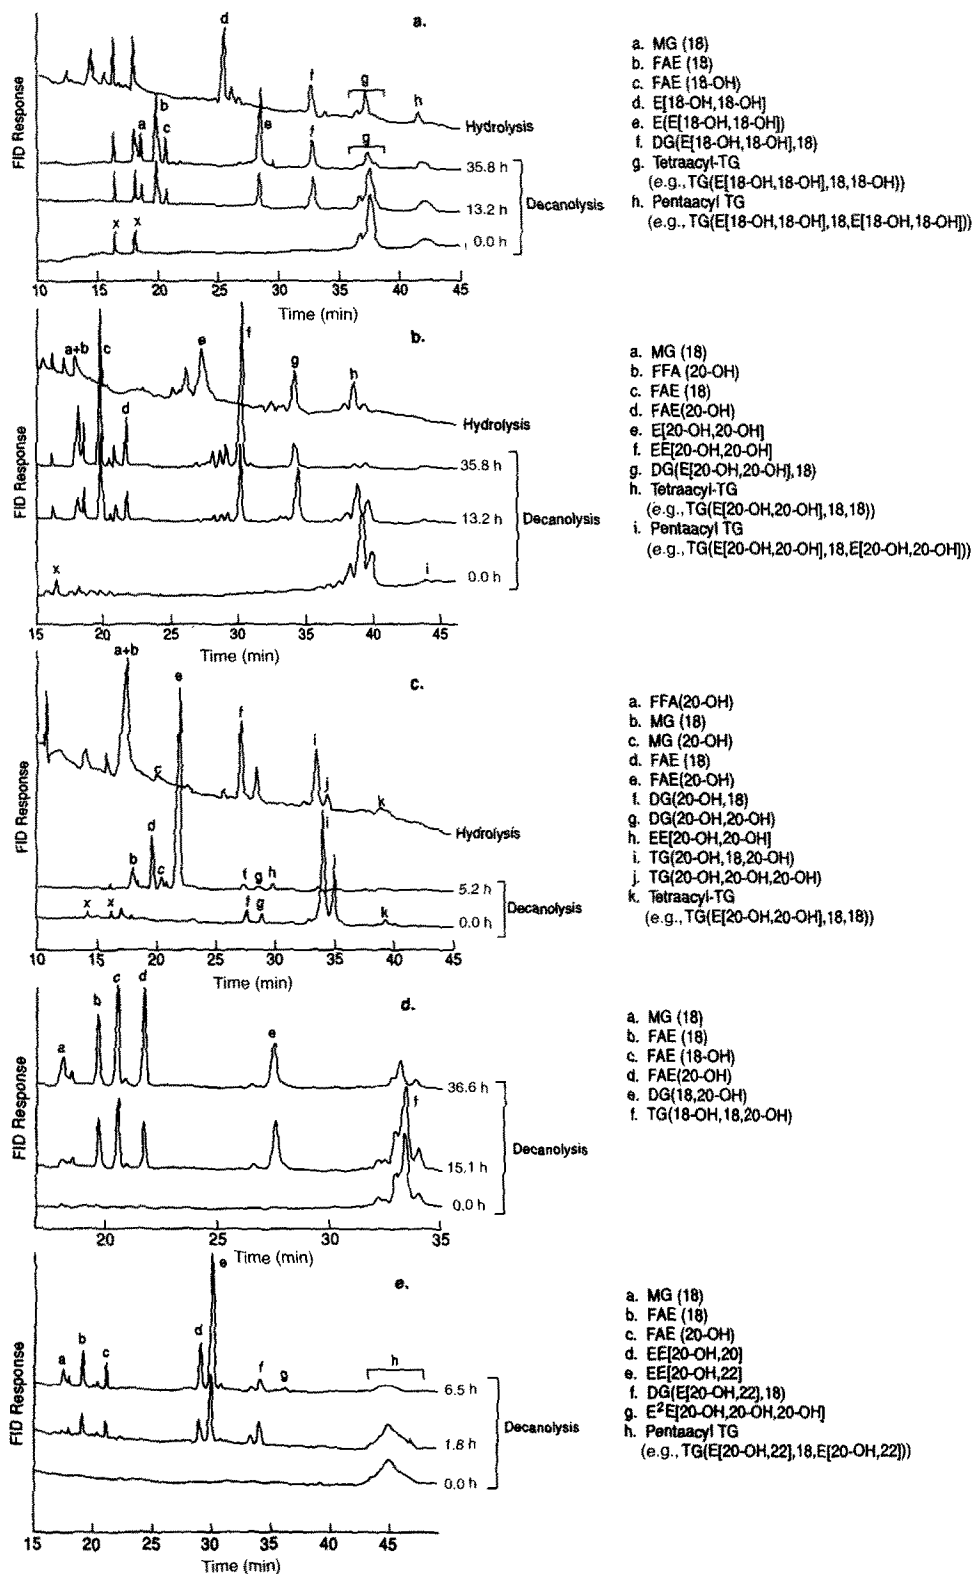 a.
FID Response
d
f
g
h
Hydrolysis
a
b
c
e
f
g
35.8 h
13.2 h
Decanolysis
x
x
0.0 h
10 15 20 25 30 35 40 45
Time (min)
a. MG (18)
b. FAE (18)
c. FAE (18-OH)
d. E[18-OH,18-OH]
e. E(E[18-OH,18-OH])
f. DG(E[18-OH,18-OH],18)
g. Tetraacyl-TG
(e.g., TG(E[18-OH,18-OH],18,18-OH))
h. Pentaacyl TG
(e.g., TG(E[18-OH,18-OH],18,E[18-OH,18-OH]))
b.
FID Response
a+b
c
e
f
g
h
Hydrolysis
d
35.8 h
13.2 h
Decanolysis
x
i
0.0 h
15 20 25 30 35 40 45
Time (min)
a. MG (18)
b. FFA (20-OH)
c. FAE (18)
d. FAE(20-OH)
e. E[20-OH,20-OH]
f. EE[20-OH,20-OH]
g. DG(E[20-OH,20-OH],18)
h. Tetraacyl-TG
(e.g., TG(E[20-OH,20-OH],18,18))
i. Pentaacyl TG
(e.g., TG(E[20-OH,20-OH],18,E[20-OH,20-OH]))
c.
FID Response
a+b
e
f
i
c
j
k
Hydrolysis
d
b
c
f
g
h
i
j
5.2 h
x
x
f
g
k
0.0 h
Decanolysis
10 15 20 25 30 35 40 45
Time (min)
a. FFA(20-OH)
b. MG (18)
c. MG (20-OH)
d. FAE (18)
e. FAE(20-OH)
f. DG(20-OH,18)
g. DG(20-OH,20-OH)
h. EE[20-OH,20-OH]
i. TG(20-OH,18,20-OH)
j. TG(20-OH,20-OH,20-OH)
k. Tetraacyl-TG
(e.g., TG(E[20-OH,20-OH],18,18))
d.
FID Response
a
b
c
d
e
f
36.6 h
15.1 h
Decanolysis
0.0 h
20 25 30 35
Time (min)
a. MG (18)
b. FAE (18)
c. FAE (18-OH)
d. FAE(20-OH)
e. DG(18,20-OH)
f. TG(18-OH,18,20-OH)
e.
FID Response
a
b
c
d
e
f
g
h
6.5 h
1.8 h
Decanolysis
0.0 h
15 20 25 30 35 40 45
Time (min)
a. MG (18)
b. FAE (18)
c. FAE (20-OH)
d. EE[20-OH,20]
e. EE[20-OH,22]
f. DG(E[20-OH,22],18)
g. E²E[20-OH,20-OH,20-OH]
h. Pentaacyl TG
(e.g., TG(E[20-OH,22],18,E[20-OH,22]))